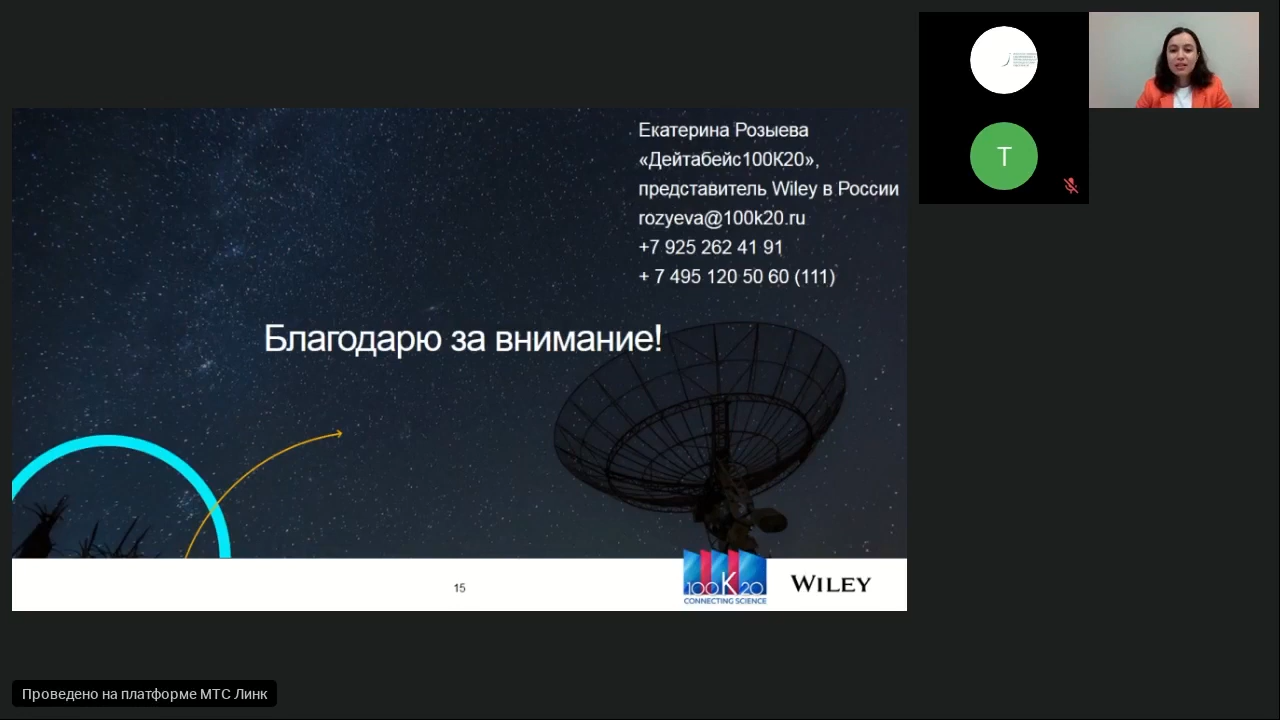 Екатерина Розыева
«Дейтабейс100К20»,
представитель Wiley в России
rozyeva@100k20.ru
+7 925 262 41 91
+ 7 495 120 50 60 (111)
Благодарю за внимание!
15
100K20
CONNECTING SCIENCE
WILEY
T
Проведено на платформе МТС Линк